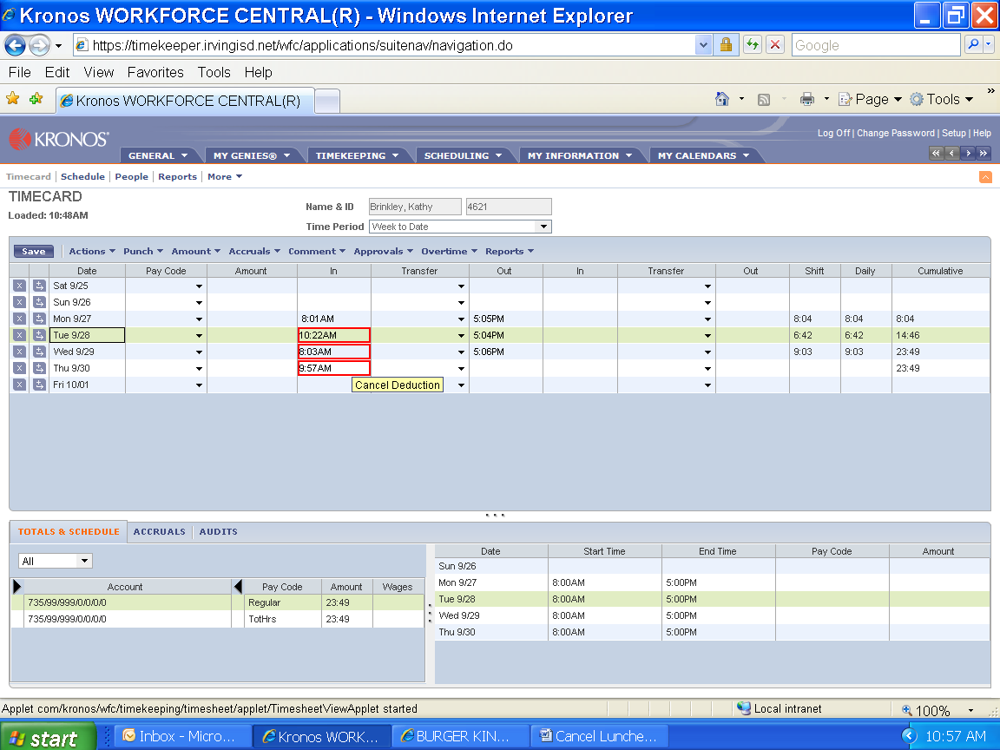 Kronos WORKFORCE CENTRAL(R) - Windows Internet Explorer
https://timekeeper.irvingisd.net/wfc/applications/suitenav/navigation.do Google
File Edit View Favorites Tools Help
Kronos WORKFORCE CENTRAL(R) Page Tools »
KRONOS® Log Off | Change Password | Setup | Help
GENERAL MY GENIES® TIMEKEEPING SCHEDULING MY INFORMATION MY CALENDARS
Timecard | Schedule | People | Reports | More
TIMECARD
Loaded: 10:48AM
Name & ID Brinkley, Kathy 4621
Time Period Week to Date
Save Actions Punch Amount Accruals Comment Approvals Overtime Reports
Date Pay Code Amount In Transfer Out In Transfer Out Shift Daily Cumulative
X Sat 9/25
X Sun 9/26
X Mon 9/27 8:01AM 5:05PM 8:04 8:04 8:04
X Tue 9/28 10:22AM 5:04PM 6:42 6:42 14:46
X Wed 9/29 8:03AM 5:06PM 9:03 9:03 23:49
X Thu 9/30 9:57AM 23:49
X Fri 10/01 Cancel Deduction
TOTALS & SCHEDULE ACCRUALS AUDITS
All
Account Pay Code Amount Wages
735/99/999/0/0/0/0 Regular 23:49
735/99/999/0/0/0/0 TotHrs 23:49
Date Start Time End Time Pay Code Amount
Sun 9/26
Mon 9/27 8:00AM 5:00PM
Tue 9/28 8:00AM 5:00PM
Wed 9/29 8:00AM 5:00PM
Thu 9/30 8:00AM 5:00PM
Applet com/kronos/wfc/timekeeping/timesheet/applet/TimesheetViewApplet started Local intranet 100%
start Inbox - Micro... Kronos WORK... BURGER KIN... Cancel Lunche... 10:57 AM